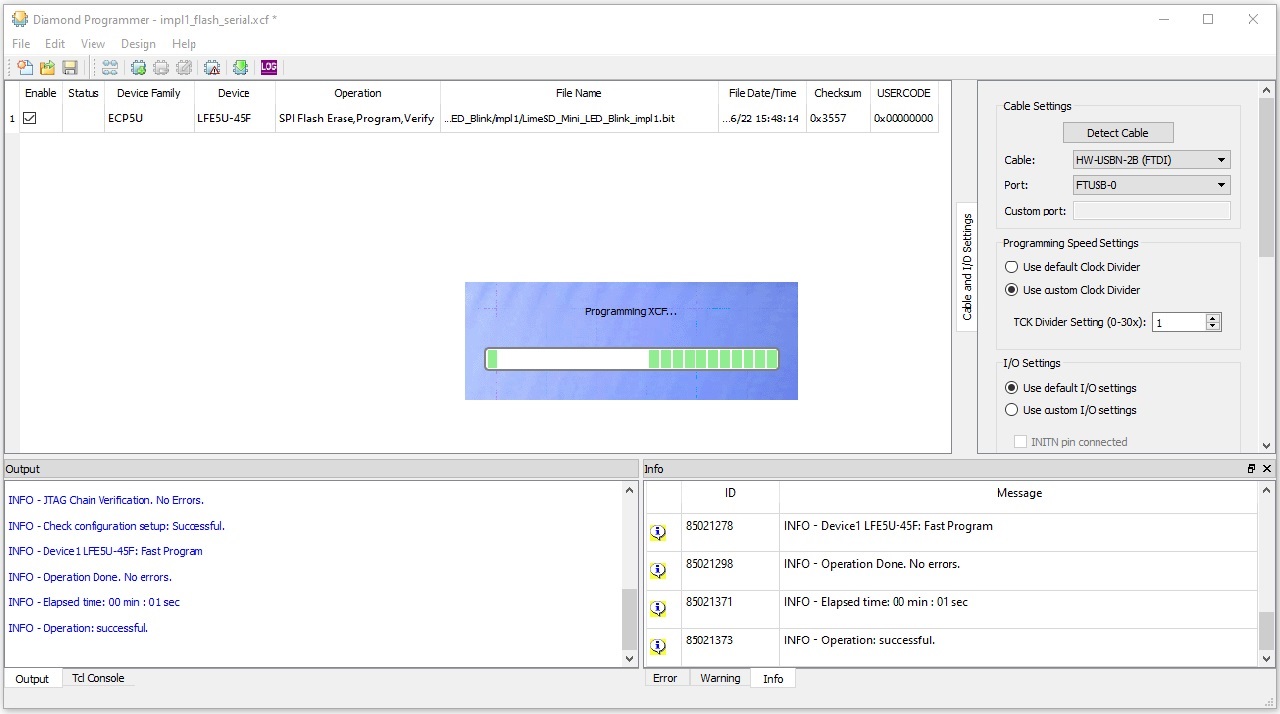 Diamond Programmer - impl1_flash_serial.xcf *
File Edit View Design Help
LOG
Enable Status Device Family Device Operation File Name File Date/Time Checksum USERCODE
1 ECP5U LFE5U-45F SPI Flash Erase,Program,Verify ...ED_Blink/impl1/LimeSD_Mini_LED_Blink_impl1.bit ...6/22 15:48:14 0x3557 0x00000000
Programming XCF...
Cable and I/O Settings
Cable Settings
Detect Cable
Cable: HW-USBN-2B (FTDI)
Port: FTUSB-0
Custom port:
Programming Speed Settings
Use default Clock Divider
Use custom Clock Divider
TCK Divider Setting (0-30x): 1
I/O Settings
Use default I/O settings
Use custom I/O settings
INITN pin connected
Output
INFO - JTAG Chain Verification. No Errors.
INFO - Check configuration setup: Successful.
INFO - Device1 LFE5U-45F: Fast Program
INFO - Operation Done. No errors.
INFO - Elapsed time: 00 min : 01 sec
INFO - Operation: successful.
Output Tcl Console
Info
ID Message
85021278 INFO - Device1 LFE5U-45F: Fast Program
85021298 INFO - Operation Done. No errors.
85021371 INFO - Elapsed time: 00 min : 01 sec
85021373 INFO - Operation: successful.
Error Warning Info